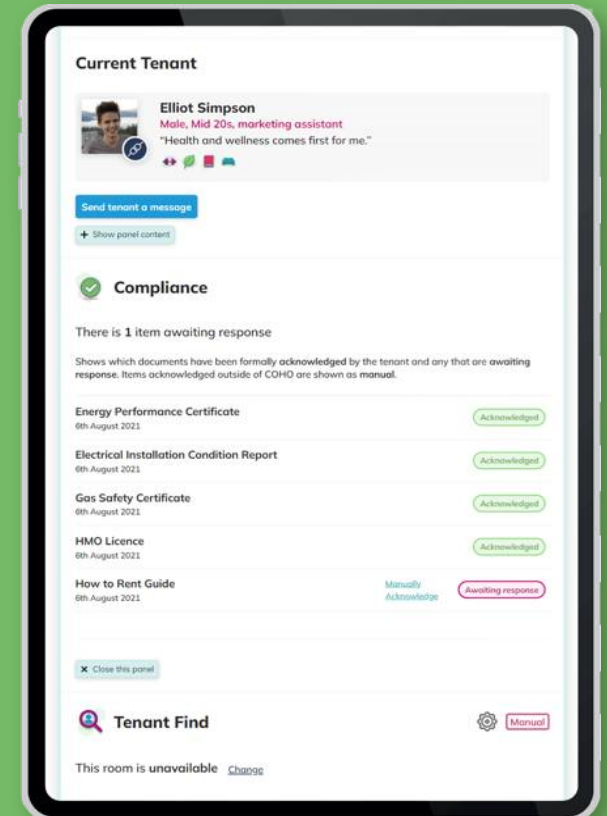 Current Tenant
Elliot Simpson
Male, Mid 20s, marketing assistant
“Health and wellness comes first for me.”
Send tenant a message
+ Show panel content
Compliance
There is 1 item awaiting response
Shows which documents have been formally acknowledged by the tenant and any that are awaiting
response. Items acknowledged outside of COHO are shown as manual.
Energy Performance Certificate
Acknowledged
6th August 2021
Electrical Installation Condition Report
Acknowledged
6th August 2021
Gas Safety Certificate
Acknowledged
6th August 2021
HMO Licence
Acknowledged
6th August 2021
How to Rent Guide
Manually
Acknowledge
Awaiting response
6th August 2021
X Close this panel
Tenant Find
Manual
This room is unavailable Change